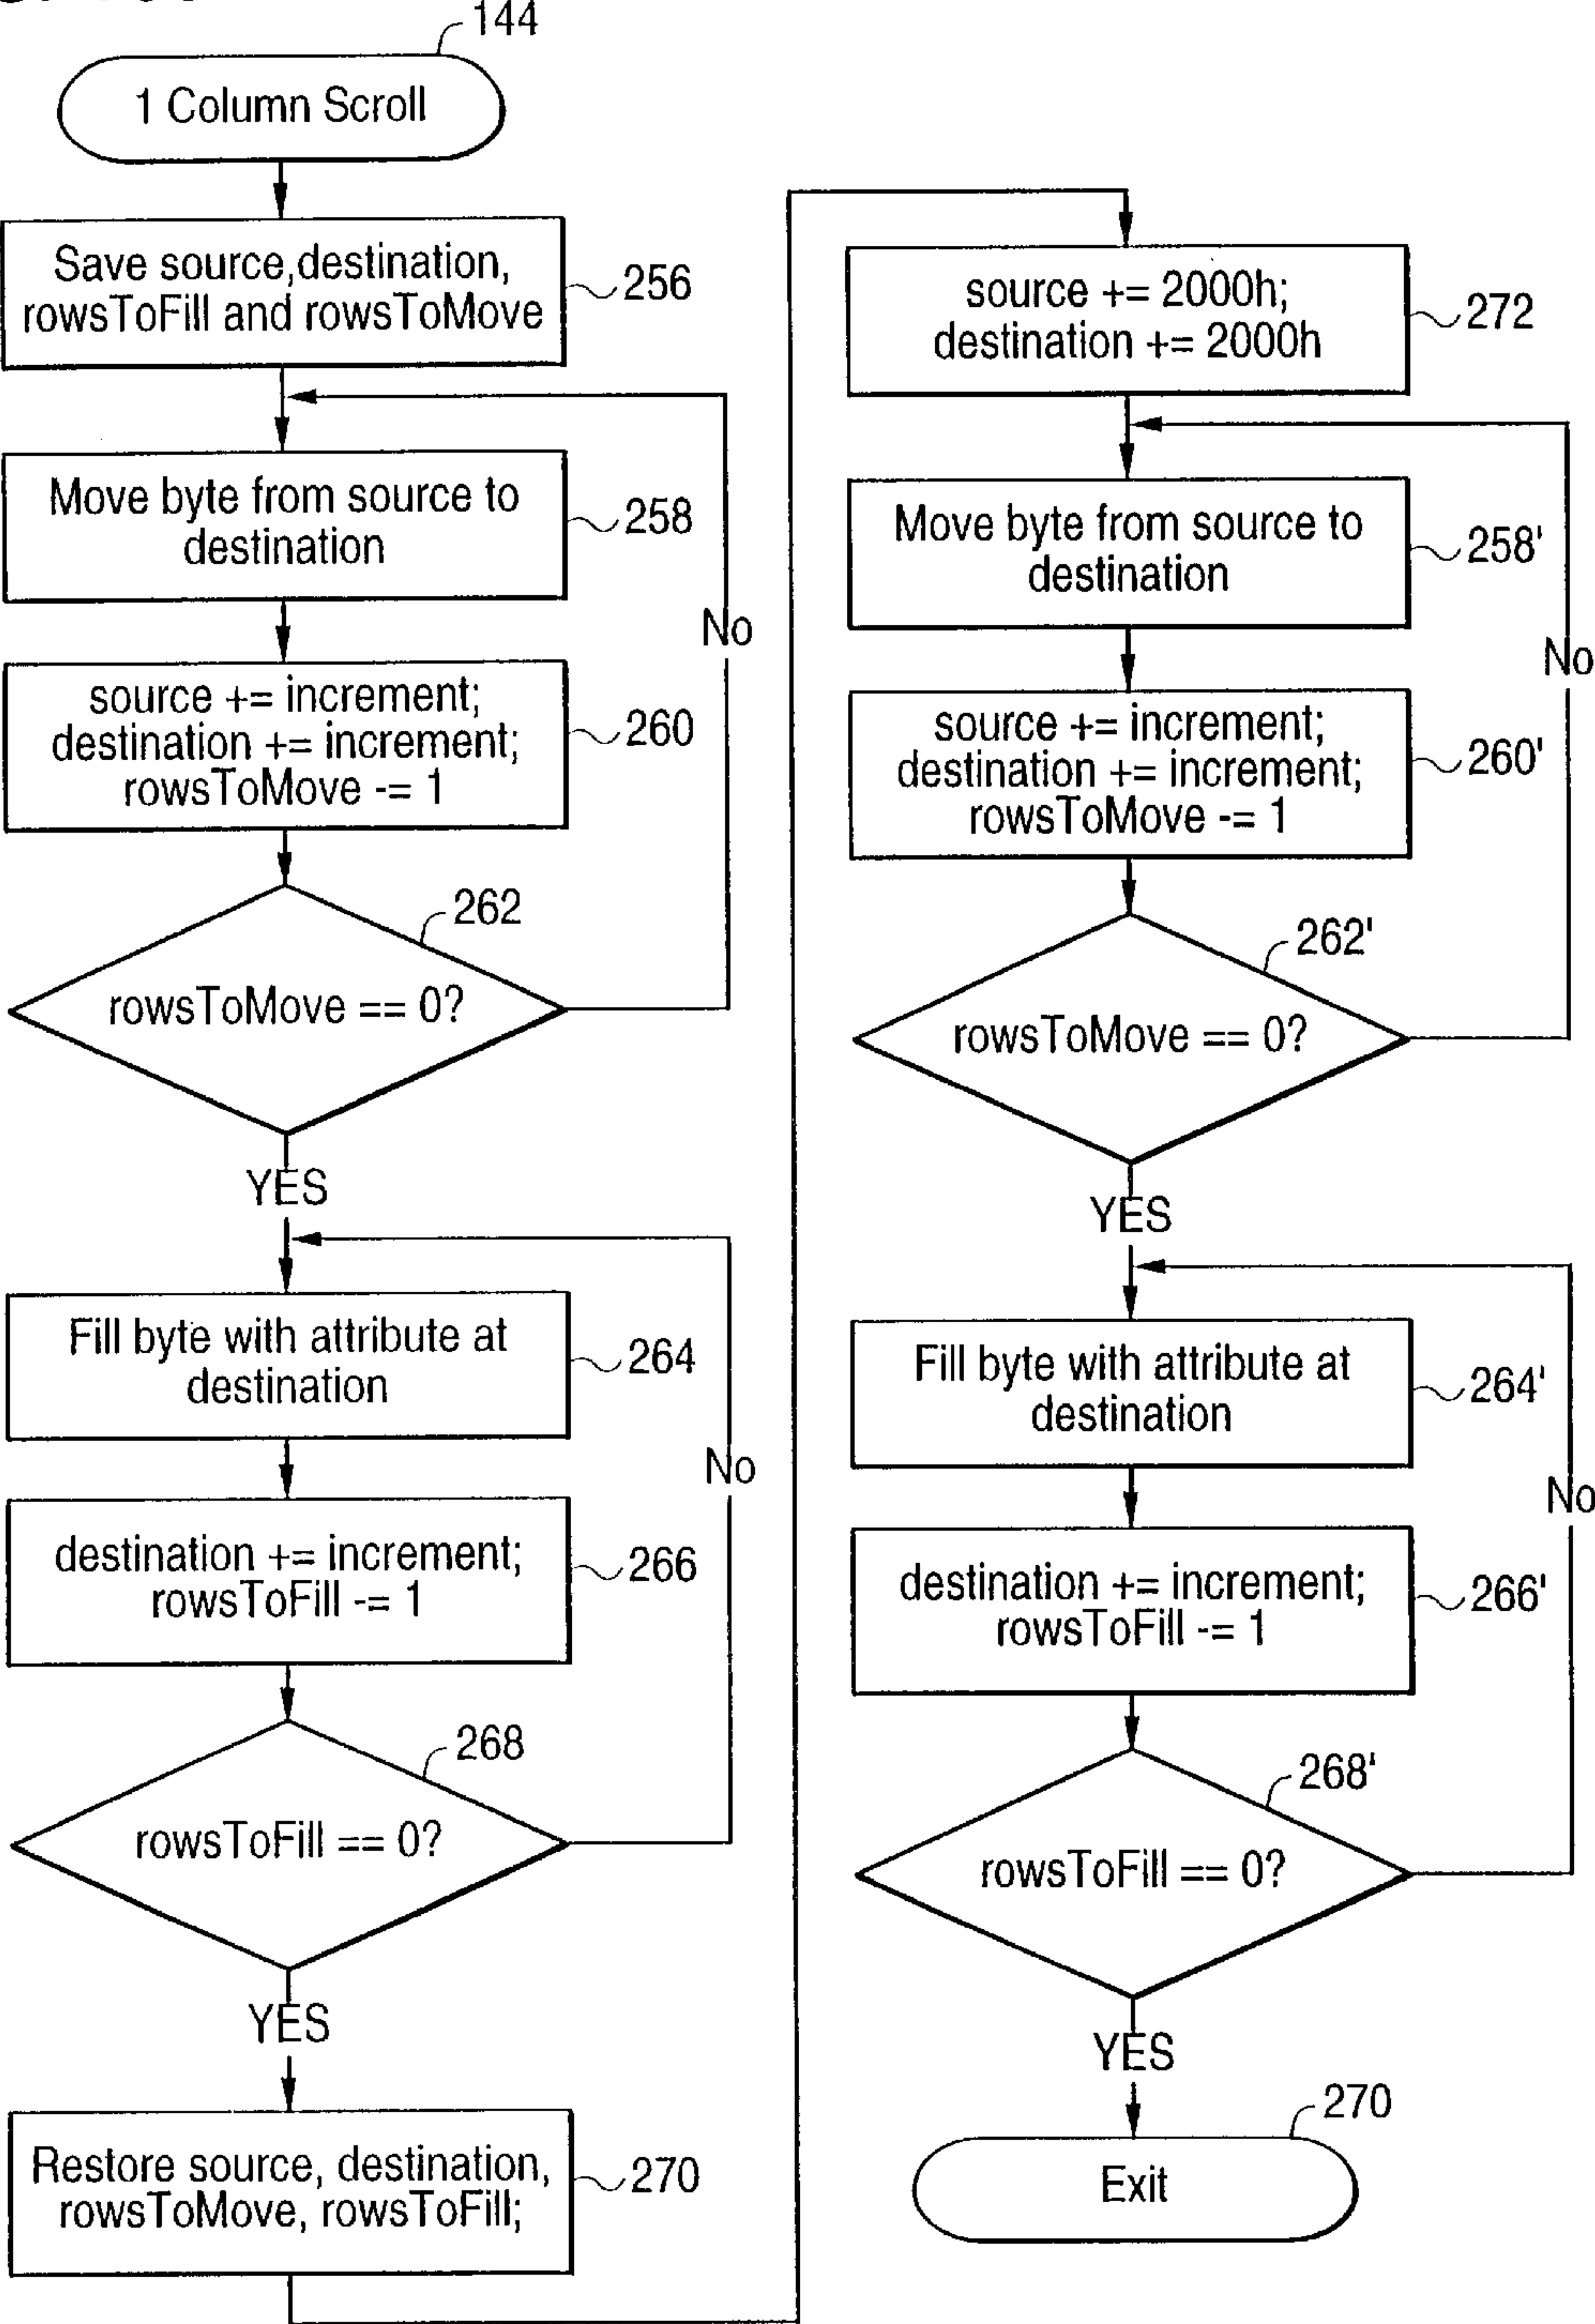 144
1 Column Scroll
Save source,destination,
rowsToFill and rowsToMove
256
Move byte from source to
destination
258
No
source += increment;
destination += increment;
rowsToMove -= 1
260
262
rowsToMove == 0?
YES
Fill byte with attribute at
destination
264
No
destination += increment;
rowsToFill -= 1
266
268
rowsToFill == 0?
YES
Restore source, destination,
rowsToMove, rowsToFill;
270
source += 2000h;
destination += 2000h
272
Move byte from source to
destination
258'
No
source += increment;
destination += increment;
rowsToMove -= 1
260'
262'
rowsToMove == 0?
YES
Fill byte with attribute at
destination
264'
No
destination += increment;
rowsToFill -= 1
266'
268'
rowsToFill == 0?
YES
270
Exit